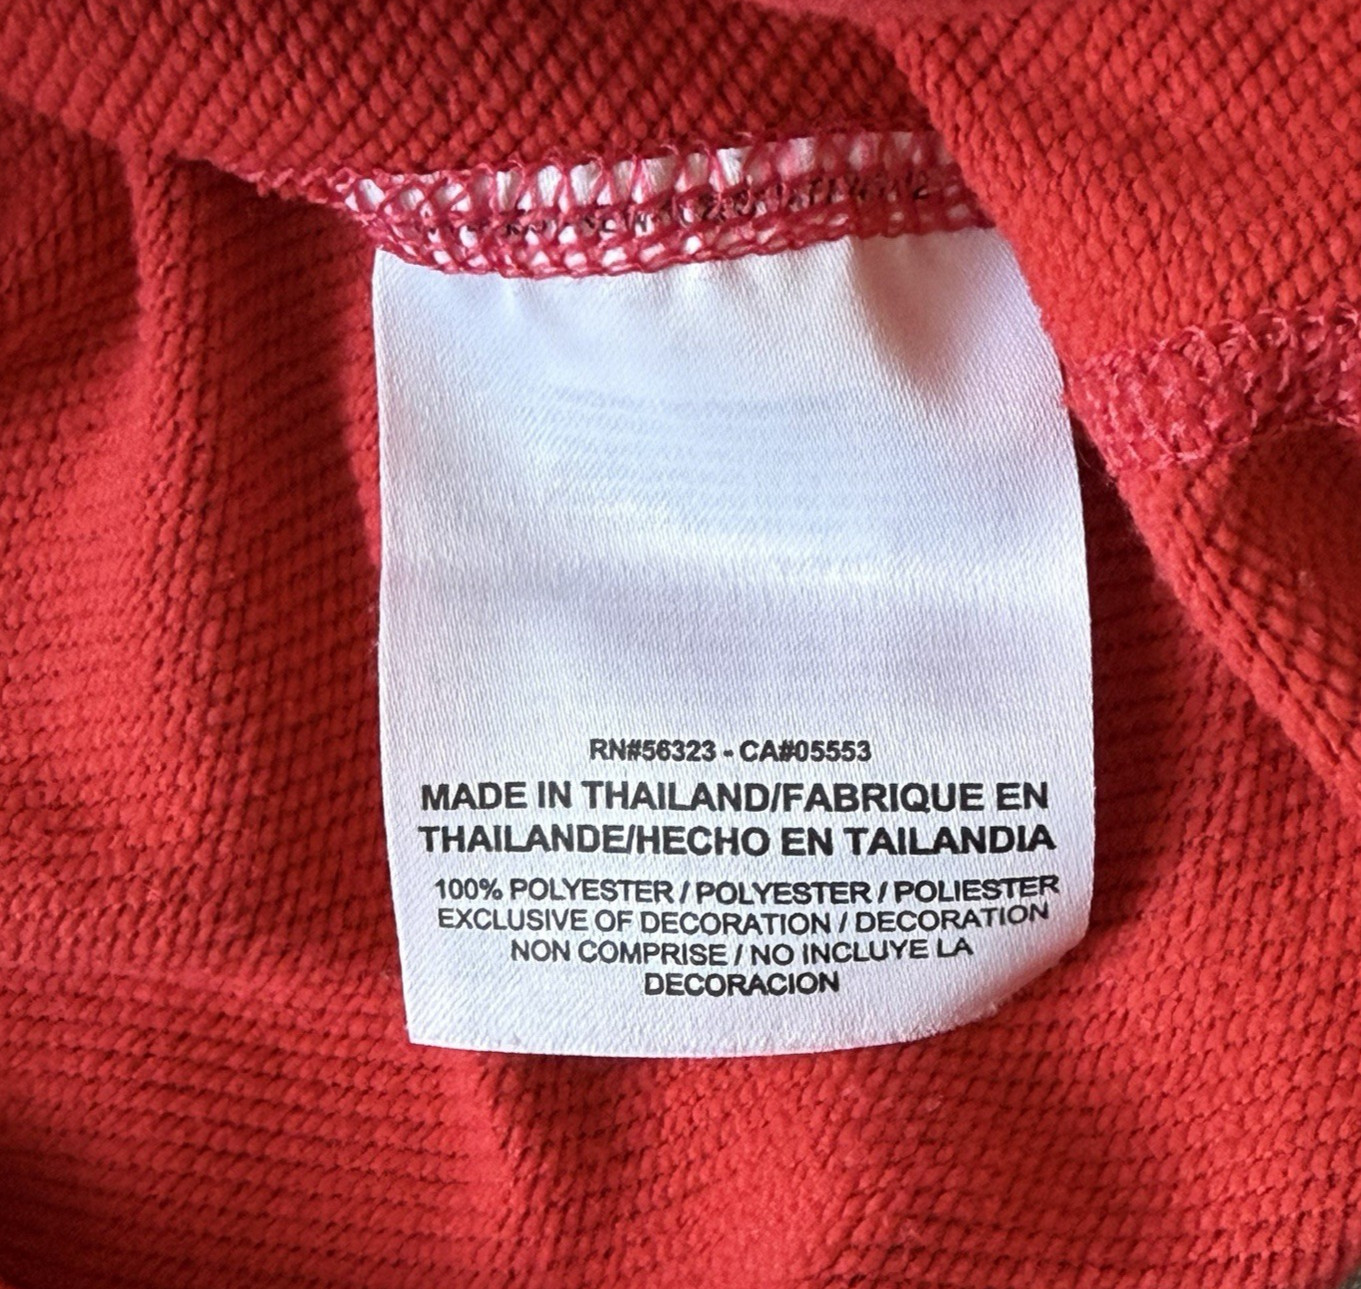 RN#56323 - CA#05553
MADE IN THAILAND/FABRIQUE EN
THAILANDE/HECHO EN TAILANDIA
100% POLYESTER / POLYESTER / POLIESTER
EXCLUSIVE OF DECORATION / DECORATION
NON COMPRISE / NO INCLUYE LA
DECORACION